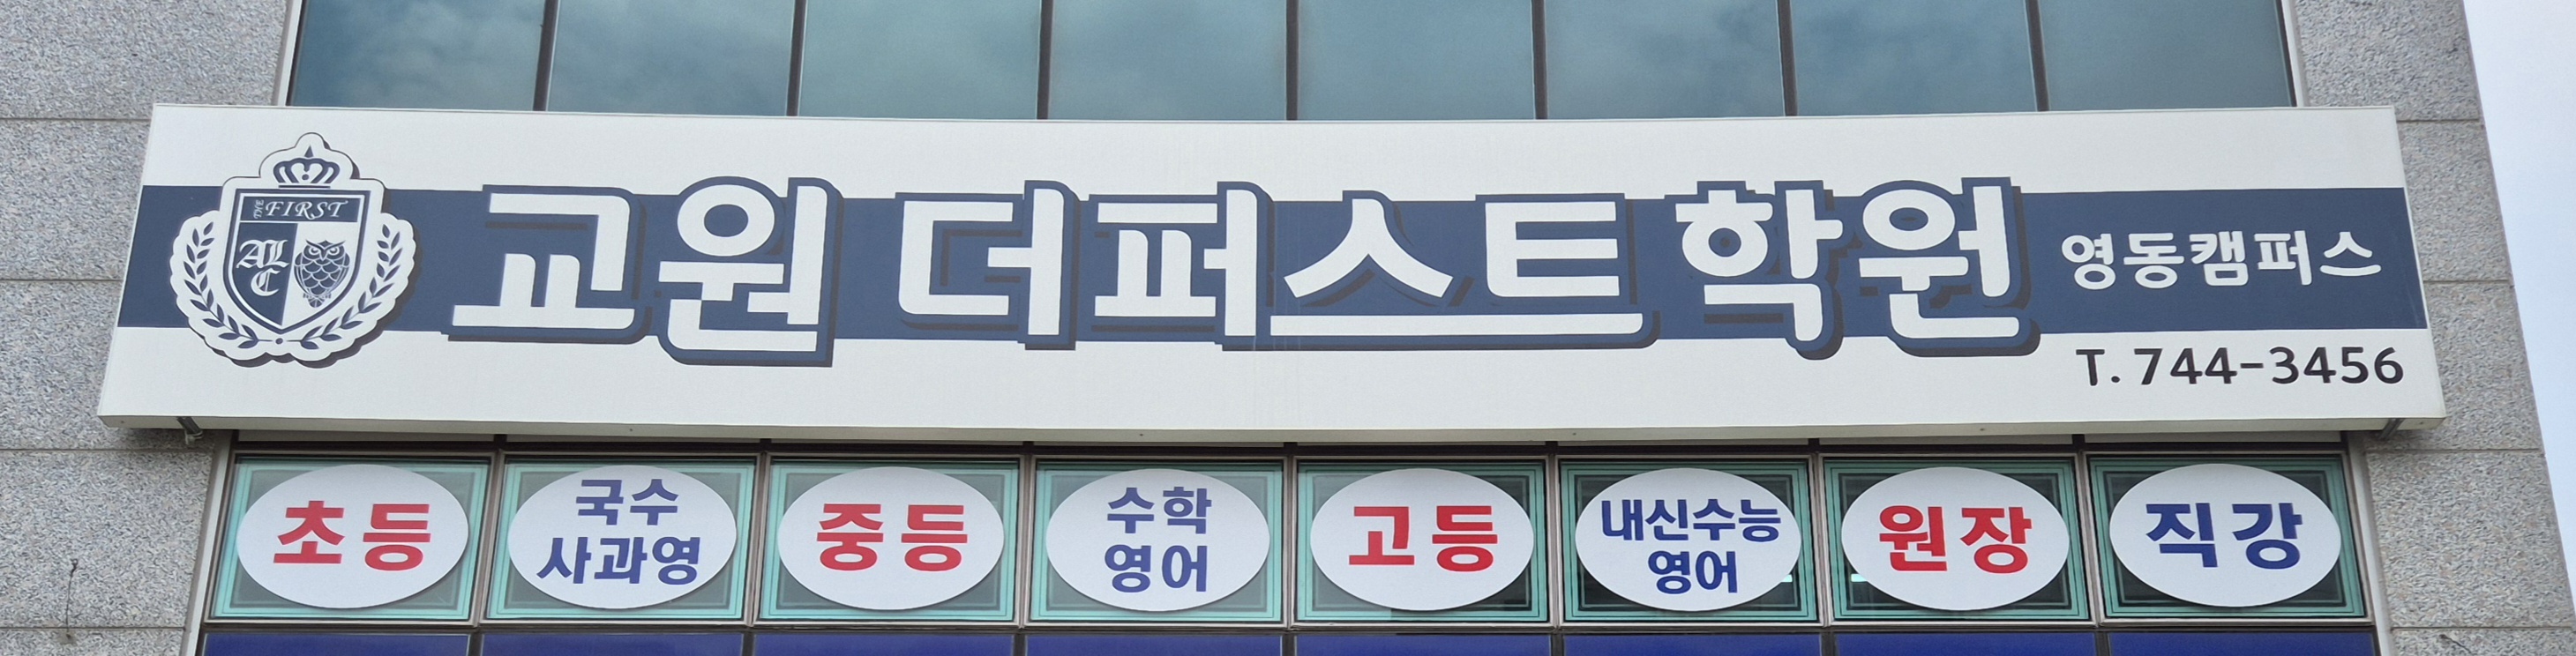 THE FIRST
ALC
교원 더퍼스트 학원 영동캠퍼스
T. 744-3456
초등
국수
사과영
중등
수학
영어
고등
내신수능
영어
원장
직강